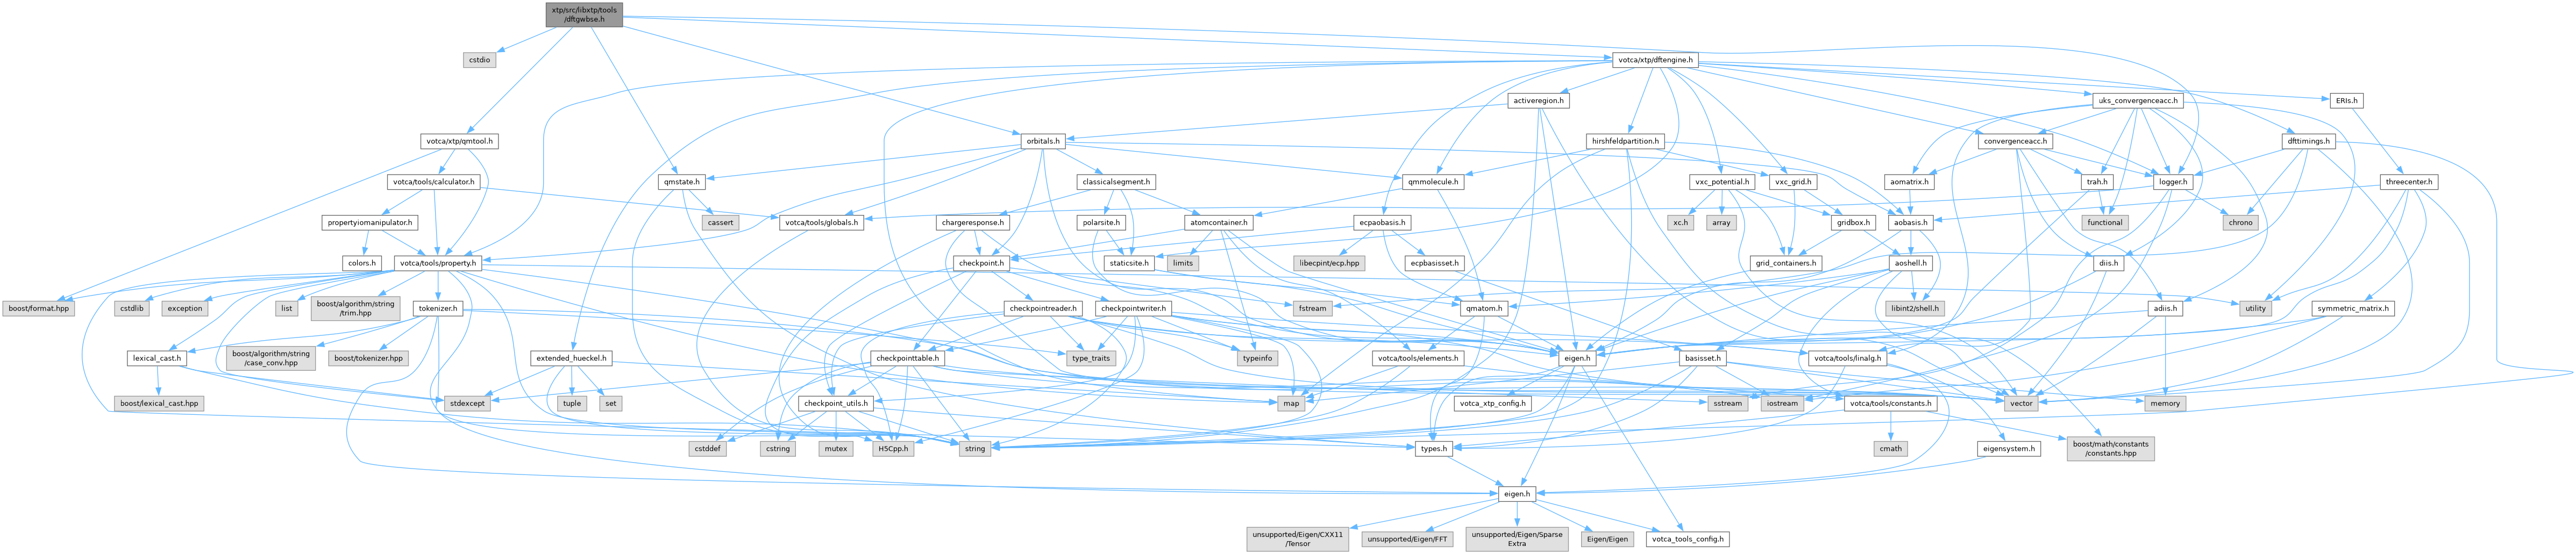 xtp/src/libxtp/tools
/dftgwbse.h
cstdio
votca/xtp/dftengine.h
activeregion.h
uks_convergenceacc.h
ERIs.h
votca/xtp/qmtool.h
orbitals.h
hirshfeldpartition.h
convergenceacc.h
dfttimings.h
votca/tools/calculator.h
qmstate.h
classicalsegment.h
qmmolecule.h
vxc_potential.h
vxc_grid.h
aomatrix.h
trah.h
logger.h
threecenter.h
propertyiomanipulator.h
cassert
votca/tools/globals.h
chargeresponse.h
polarsite.h
atomcontainer.h
ecpaobasis.h
xc.h
array
gridbox.h
aobasis.h
functional
chrono
colors.h
votca/tools/property.h
checkpoint.h
staticsite.h
limits
libecpint/ecp.hpp
ecpbasisset.h
grid_containers.h
aoshell.h
diis.h
boost/format.hpp
cstdlib
exception
list
boost/algorithm/string
/trim.hpp
tokenizer.h
checkpointreader.h
checkpointwriter.h
fstream
qmatom.h
libint2/shell.h
adiis.h
utility
symmetric_matrix.h
lexical_cast.h
boost/algorithm/string
/case_conv.hpp
boost/tokenizer.hpp
extended_hueckel.h
checkpointtable.h
type_traits
typeinfo
votca/tools/elements.h
eigen.h
basisset.h
votca/tools/linalg.h
boost/lexical_cast.hpp
stdexcept
tuple
set
checkpoint_utils.h
map
votca_xtp_config.h
sstream
iostream
votca/tools/constants.h
vector
memory
cstddef
cstring
mutex
H5Cpp.h
string
types.h
cmath
eigensystem.h
boost/math/constants
/constants.hpp
eigen.h
unsupported/Eigen/CXX11
/Tensor
unsupported/Eigen/FFT
unsupported/Eigen/Sparse
Extra
Eigen/Eigen
votca_tools_config.h